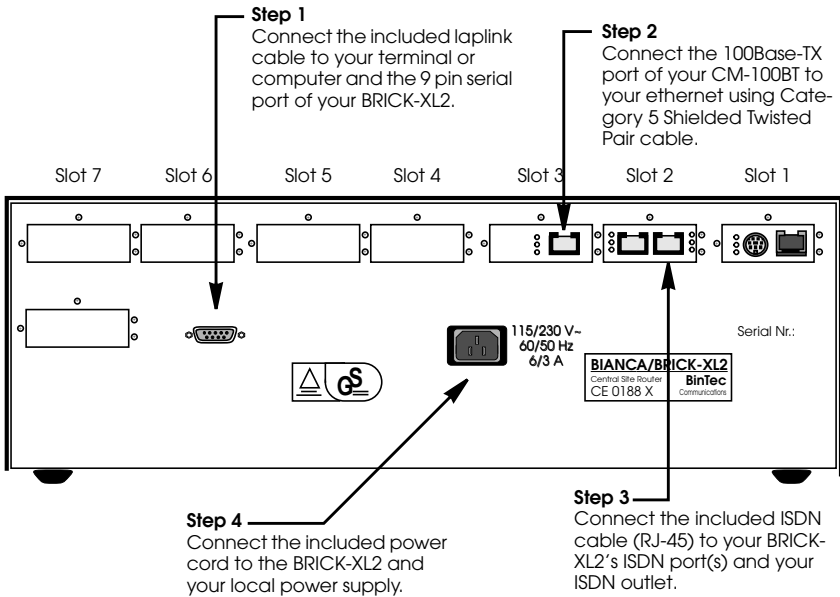 Step 1
Connect the included laplink
cable to your terminal or
computer and the 9 pin serial
port of your BRICK-XL2.
Step 2
Connect the 100Base-TX
port of your CM-100BT to
your ethernet using Cate-
gory 5 Shielded Twisted
Pair cable.
Slot 7
Slot 6
Slot 5
Slot 4
Slot 3
Slot 2
Slot 1
115/230 V~
60/50 Hz
6/3 A
Serial Nr.:
GS
BIANCA/BRICK-XL2
Central Site Router
BinTec
CE 0188 X
Communications
Step 4
Connect the included power
cord to the BRICK-XL2 and
your local power supply.
Step 3
Connect the included ISDN
cable (RJ-45) to your BRICK-
XL2's ISDN port(s) and your
ISDN outlet.